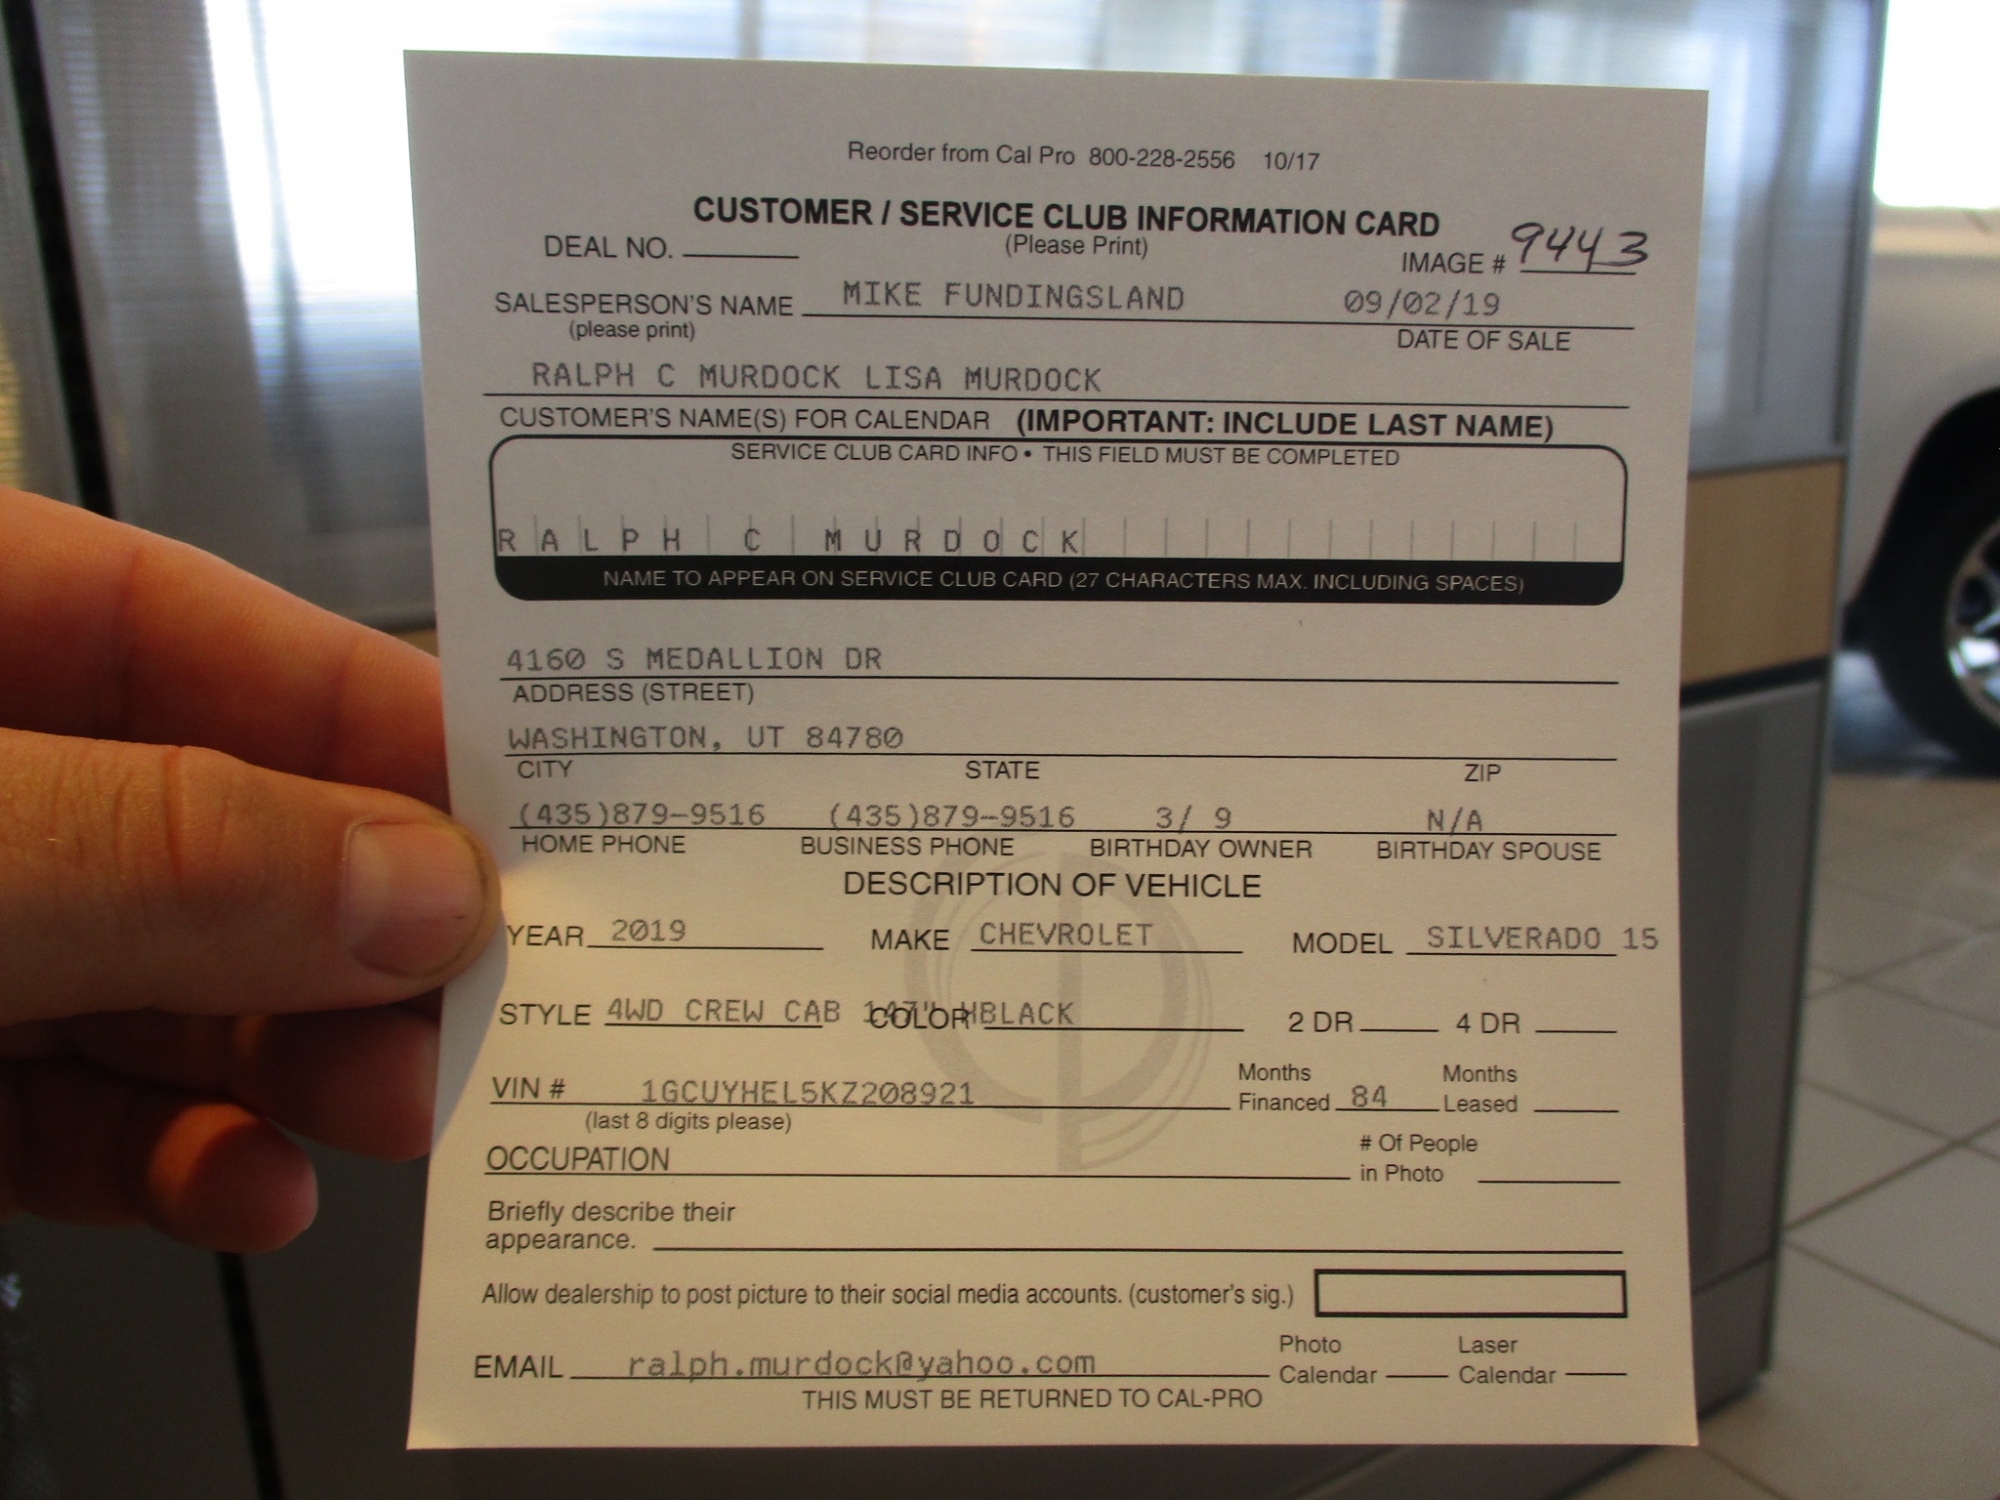 Reorder from Cal Pro 800-228-2556 10/17
CUSTOMER / SERVICE CLUB INFORMATION CARD
DEAL NO. (Please Print) IMAGE # 9443
SALESPERSON'S NAME MIKE FUNDINGSLAND 09/02/19
(please print) DATE OF SALE
RALPH C MURDOCK LISA MURDOCK
CUSTOMER'S NAME(S) FOR CALENDAR (IMPORTANT: INCLUDE LAST NAME)
SERVICE CLUB CARD INFO • THIS FIELD MUST BE COMPLETED
RALPH C MURDOCK
NAME TO APPEAR ON SERVICE CLUB CARD (27 CHARACTERS MAX. INCLUDING SPACES)
4160 S MEDALLION DR
ADDRESS (STREET)
WASHINGTON, UT 84780
CITY STATE ZIP
(435)879-9516 (435)879-9516 3/ 9 N/A
HOME PHONE BUSINESS PHONE BIRTHDAY OWNER BIRTHDAY SPOUSE
DESCRIPTION OF VEHICLE
YEAR 2019 MAKE CHEVROLET MODEL SILVERADO 15
STYLE 4WD CREW CAB 147" COLOR BLACK 2 DR 4 DR
VIN # 1GCUYHEL5KZ208921 Months Financed 84 Months Leased
(last 8 digits please)
OCCUPATION # Of People in Photo
Briefly describe their
appearance.
Allow dealership to post picture to their social media accounts. (customer's sig.)
EMAIL ralph.murdock@yahoo.com Photo Calendar Laser Calendar
THIS MUST BE RETURNED TO CAL-PRO